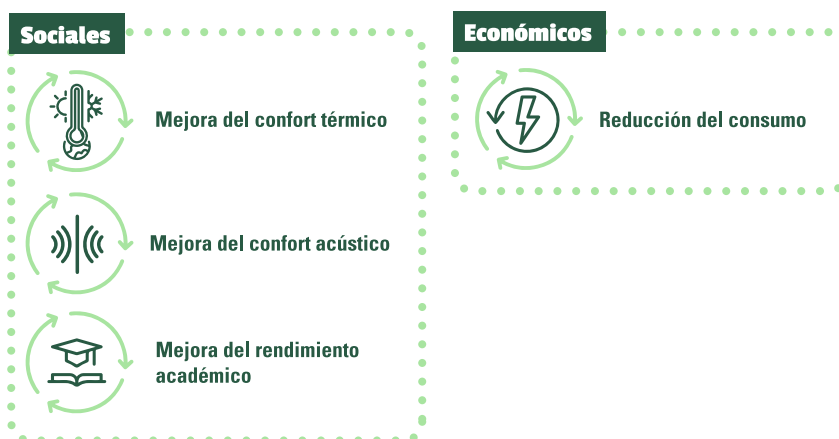 Sociales
Mejora del confort térmico
Mejora del confort acústico
Mejora del rendimiento
académico
Económicos
Reducción del consumo